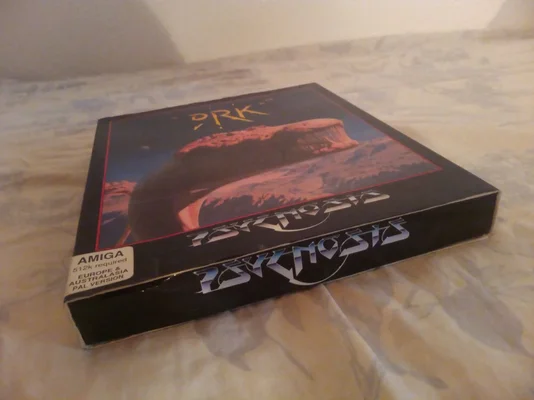 ORK
PSYGNOSIS
PSYGNOSIS
AMIGA
512k required
EUROPE &
AUSTRALASIA
PAL VERSION